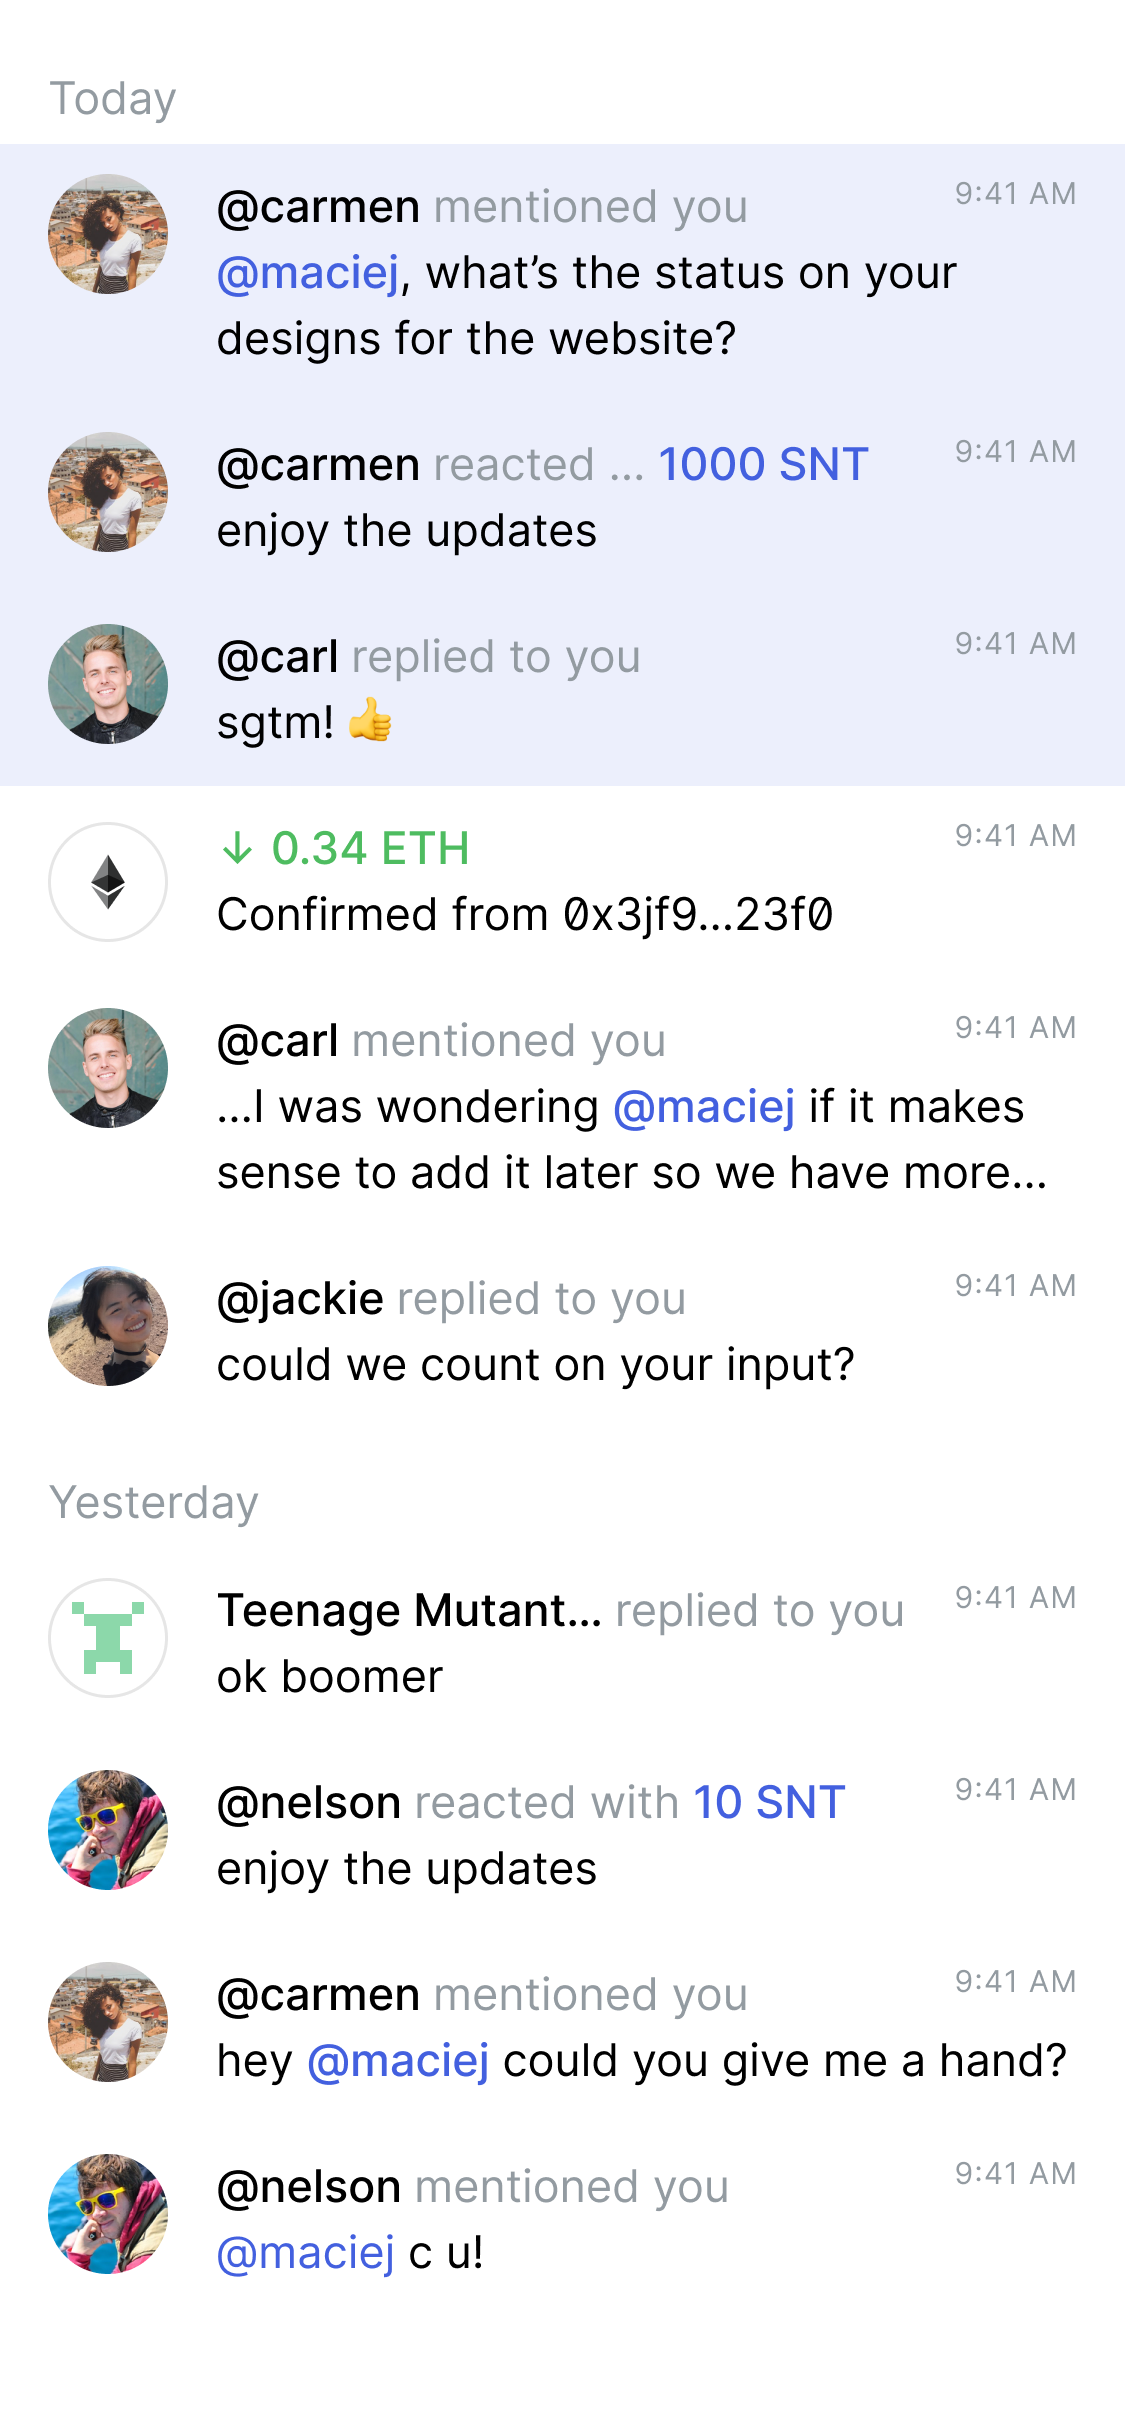 Today
@carmen mentioned you 9:41 AM
@maciej, what’s the status on your
designs for the website?
@carmen reacted ... 1000 SNT 9:41 AM
enjoy the updates
@carl replied to you 9:41 AM
sgtm! 👍
↓ 0.34 ETH 9:41 AM
Confirmed from 0x3jf9...23f0
@carl mentioned you 9:41 AM
...I was wondering @maciej if it makes
sense to add it later so we have more...
@jackie replied to you 9:41 AM
could we count on your input?
Yesterday
Teenage Mutant... replied to you 9:41 AM
ok boomer
@nelson reacted with 10 SNT 9:41 AM
enjoy the updates
@carmen mentioned you 9:41 AM
hey @maciej could you give me a hand?
@nelson mentioned you 9:41 AM
@maciej c u!